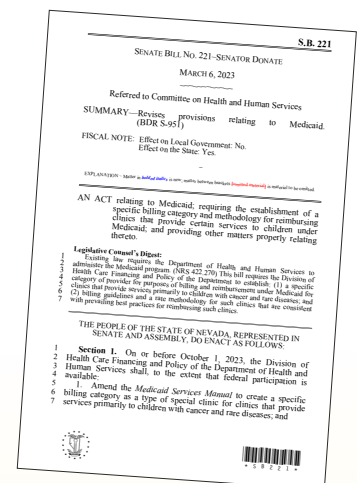 S.B. 221
SENATE BILL NO. 221–SENATOR DONATE
MARCH 6, 2023
Referred to Committee on Health and Human Services
SUMMARY—Revises provisions relating to Medicaid.
(BDR S-951)
FISCAL NOTE: Effect on Local Government: No.
Effect on the State: Yes.
–
EXPLANATION – Matter in bolded italics is new; matter between brackets [omitted material] is material to be omitted.
AN ACT relating to Medicaid; requiring the establishment of a
specific billing category and methodology for reimbursing
clinics that provide certain services to children under
Medicaid; and providing other matters properly relating
thereto.
Legislative Counsel's Digest:
1 Existing law requires the Department of Health and Human Services to
2 administer the Medicaid program. (NRS 422.270) This bill requires the Division of
3 Health Care Financing and Policy of the Department to establish: (1) a specific
4 category of provider for purposes of billing and reimbursement under Medicaid for
5 clinics that provide services primarily to children with cancer and rare diseases; and
6 (2) billing guidelines and a rate methodology for such clinics that are consistent
7 with prevailing best practices for reimbursing such clinics.
THE PEOPLE OF THE STATE OF NEVADA, REPRESENTED IN
SENATE AND ASSEMBLY, DO ENACT AS FOLLOWS:
1 Section 1. On or before October 1, 2023, the Division of
2 Health Care Financing and Policy of the Department of Health and
3 Human Services shall, to the extent that federal participation is
4 available:
5 1. Amend the Medicaid Services Manual to create a specific
6 billing category as a type of special clinic for clinics that provide
7 services primarily to children with cancer and rare diseases; and
*SB221*